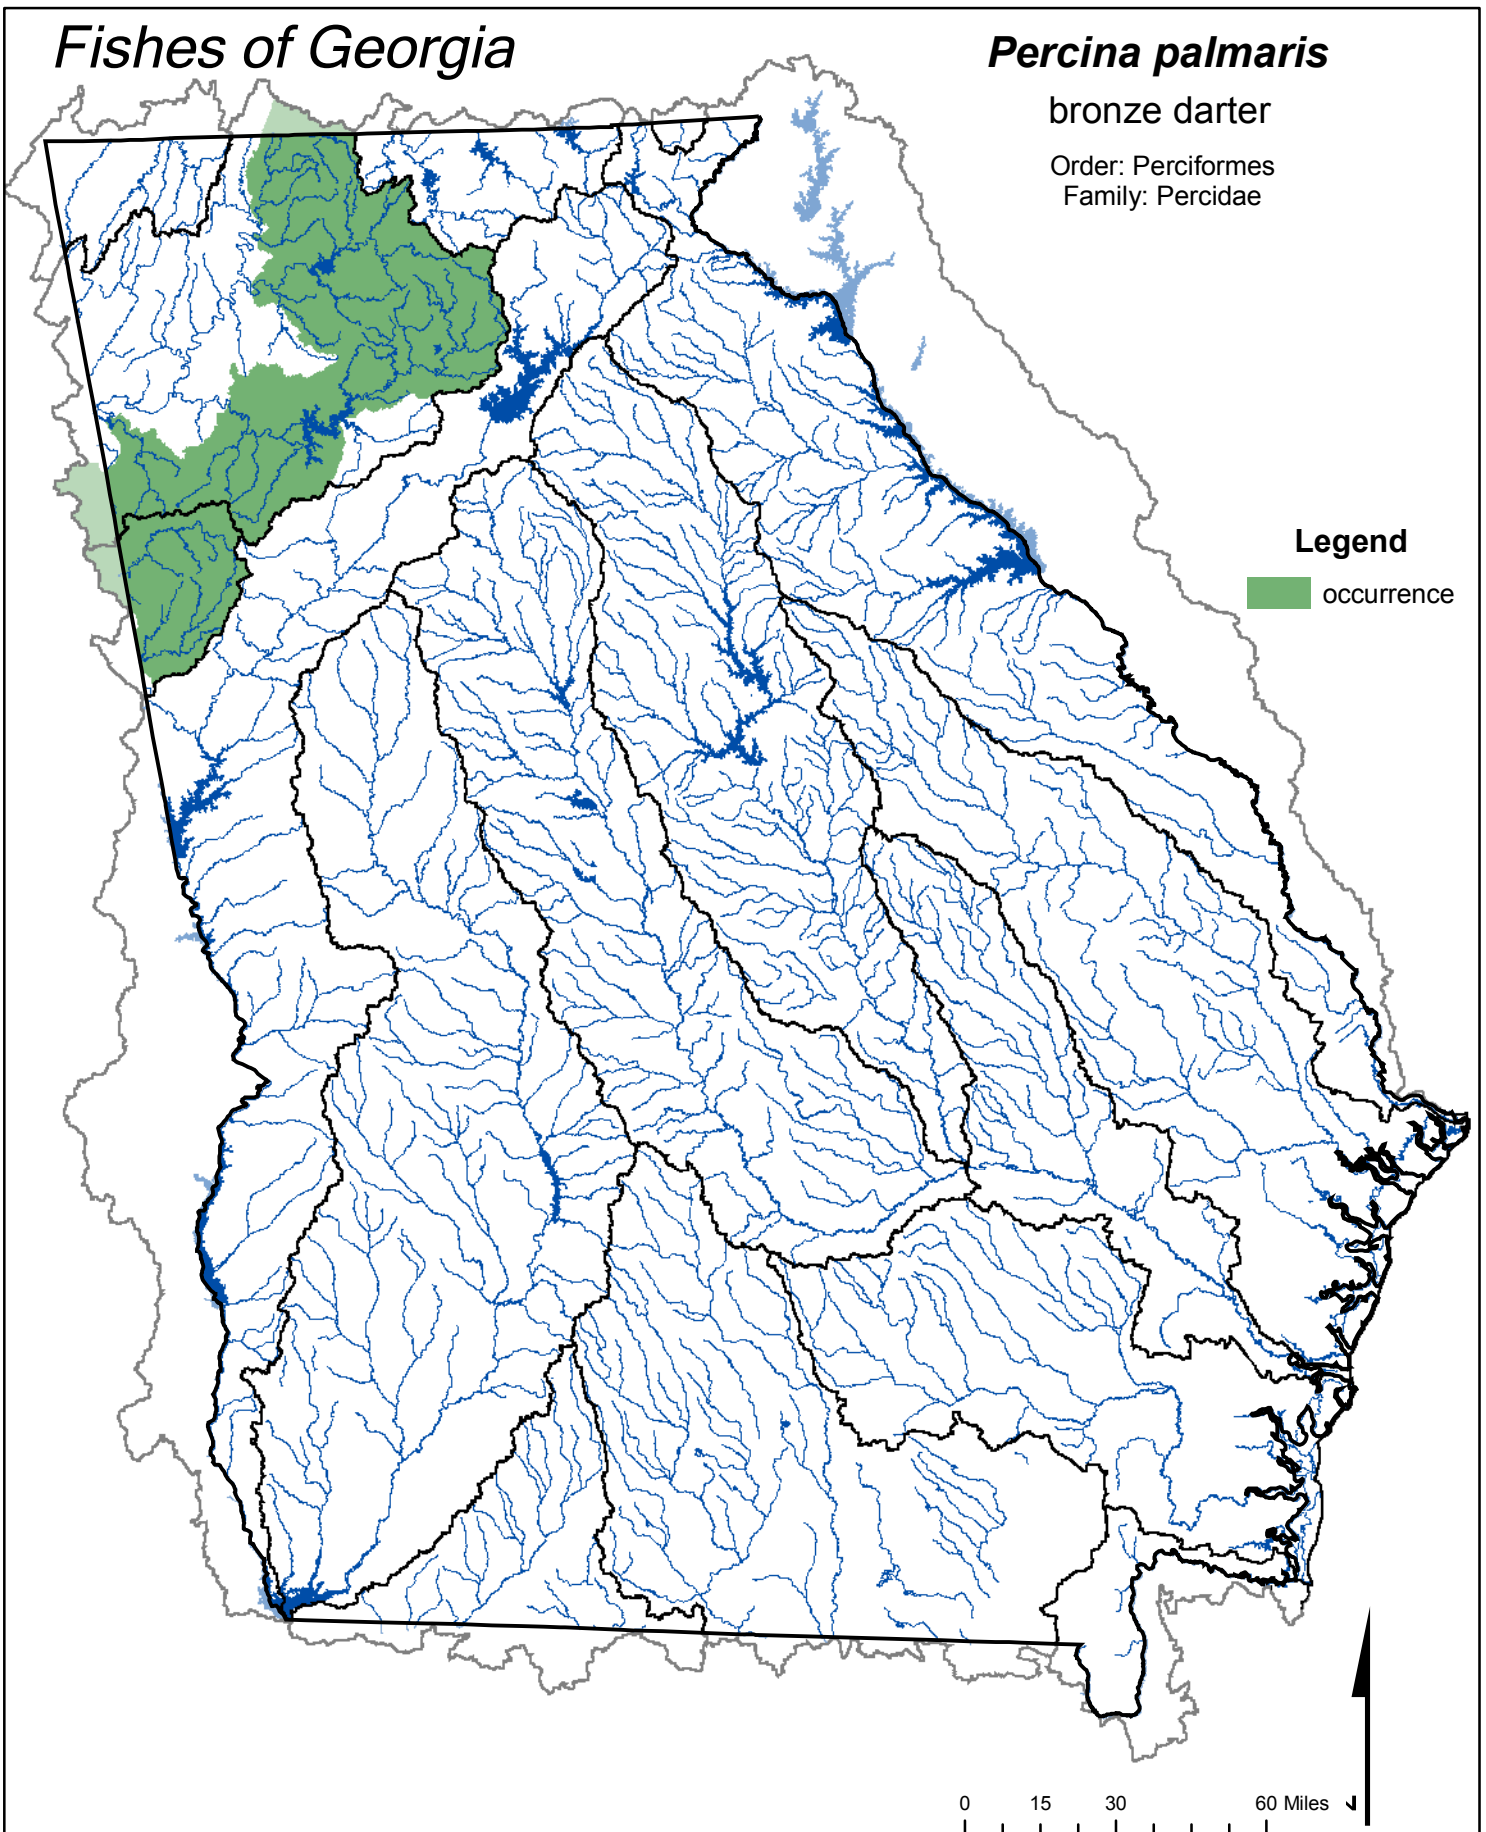 Fishes of Georgia
Percina palmaris
bronze darter
Order: Perciformes
Family: Percidae
Legend
occurrence
0 15 30 60 Miles